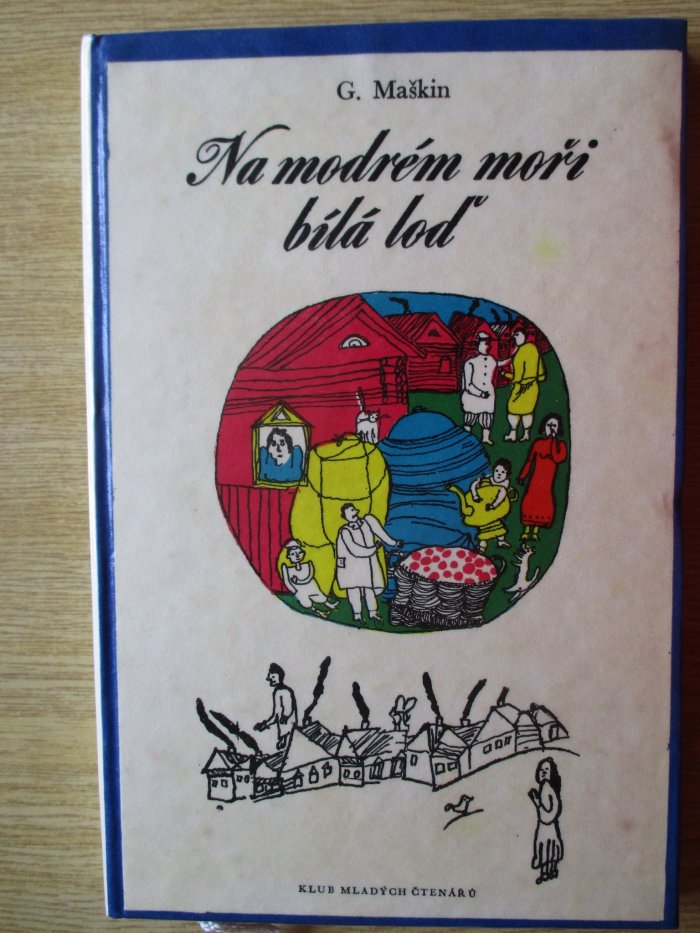 G. Maškin
Na modrém moři
bílá loď
KLUB MLADÝCH ČTENÁŘŮ